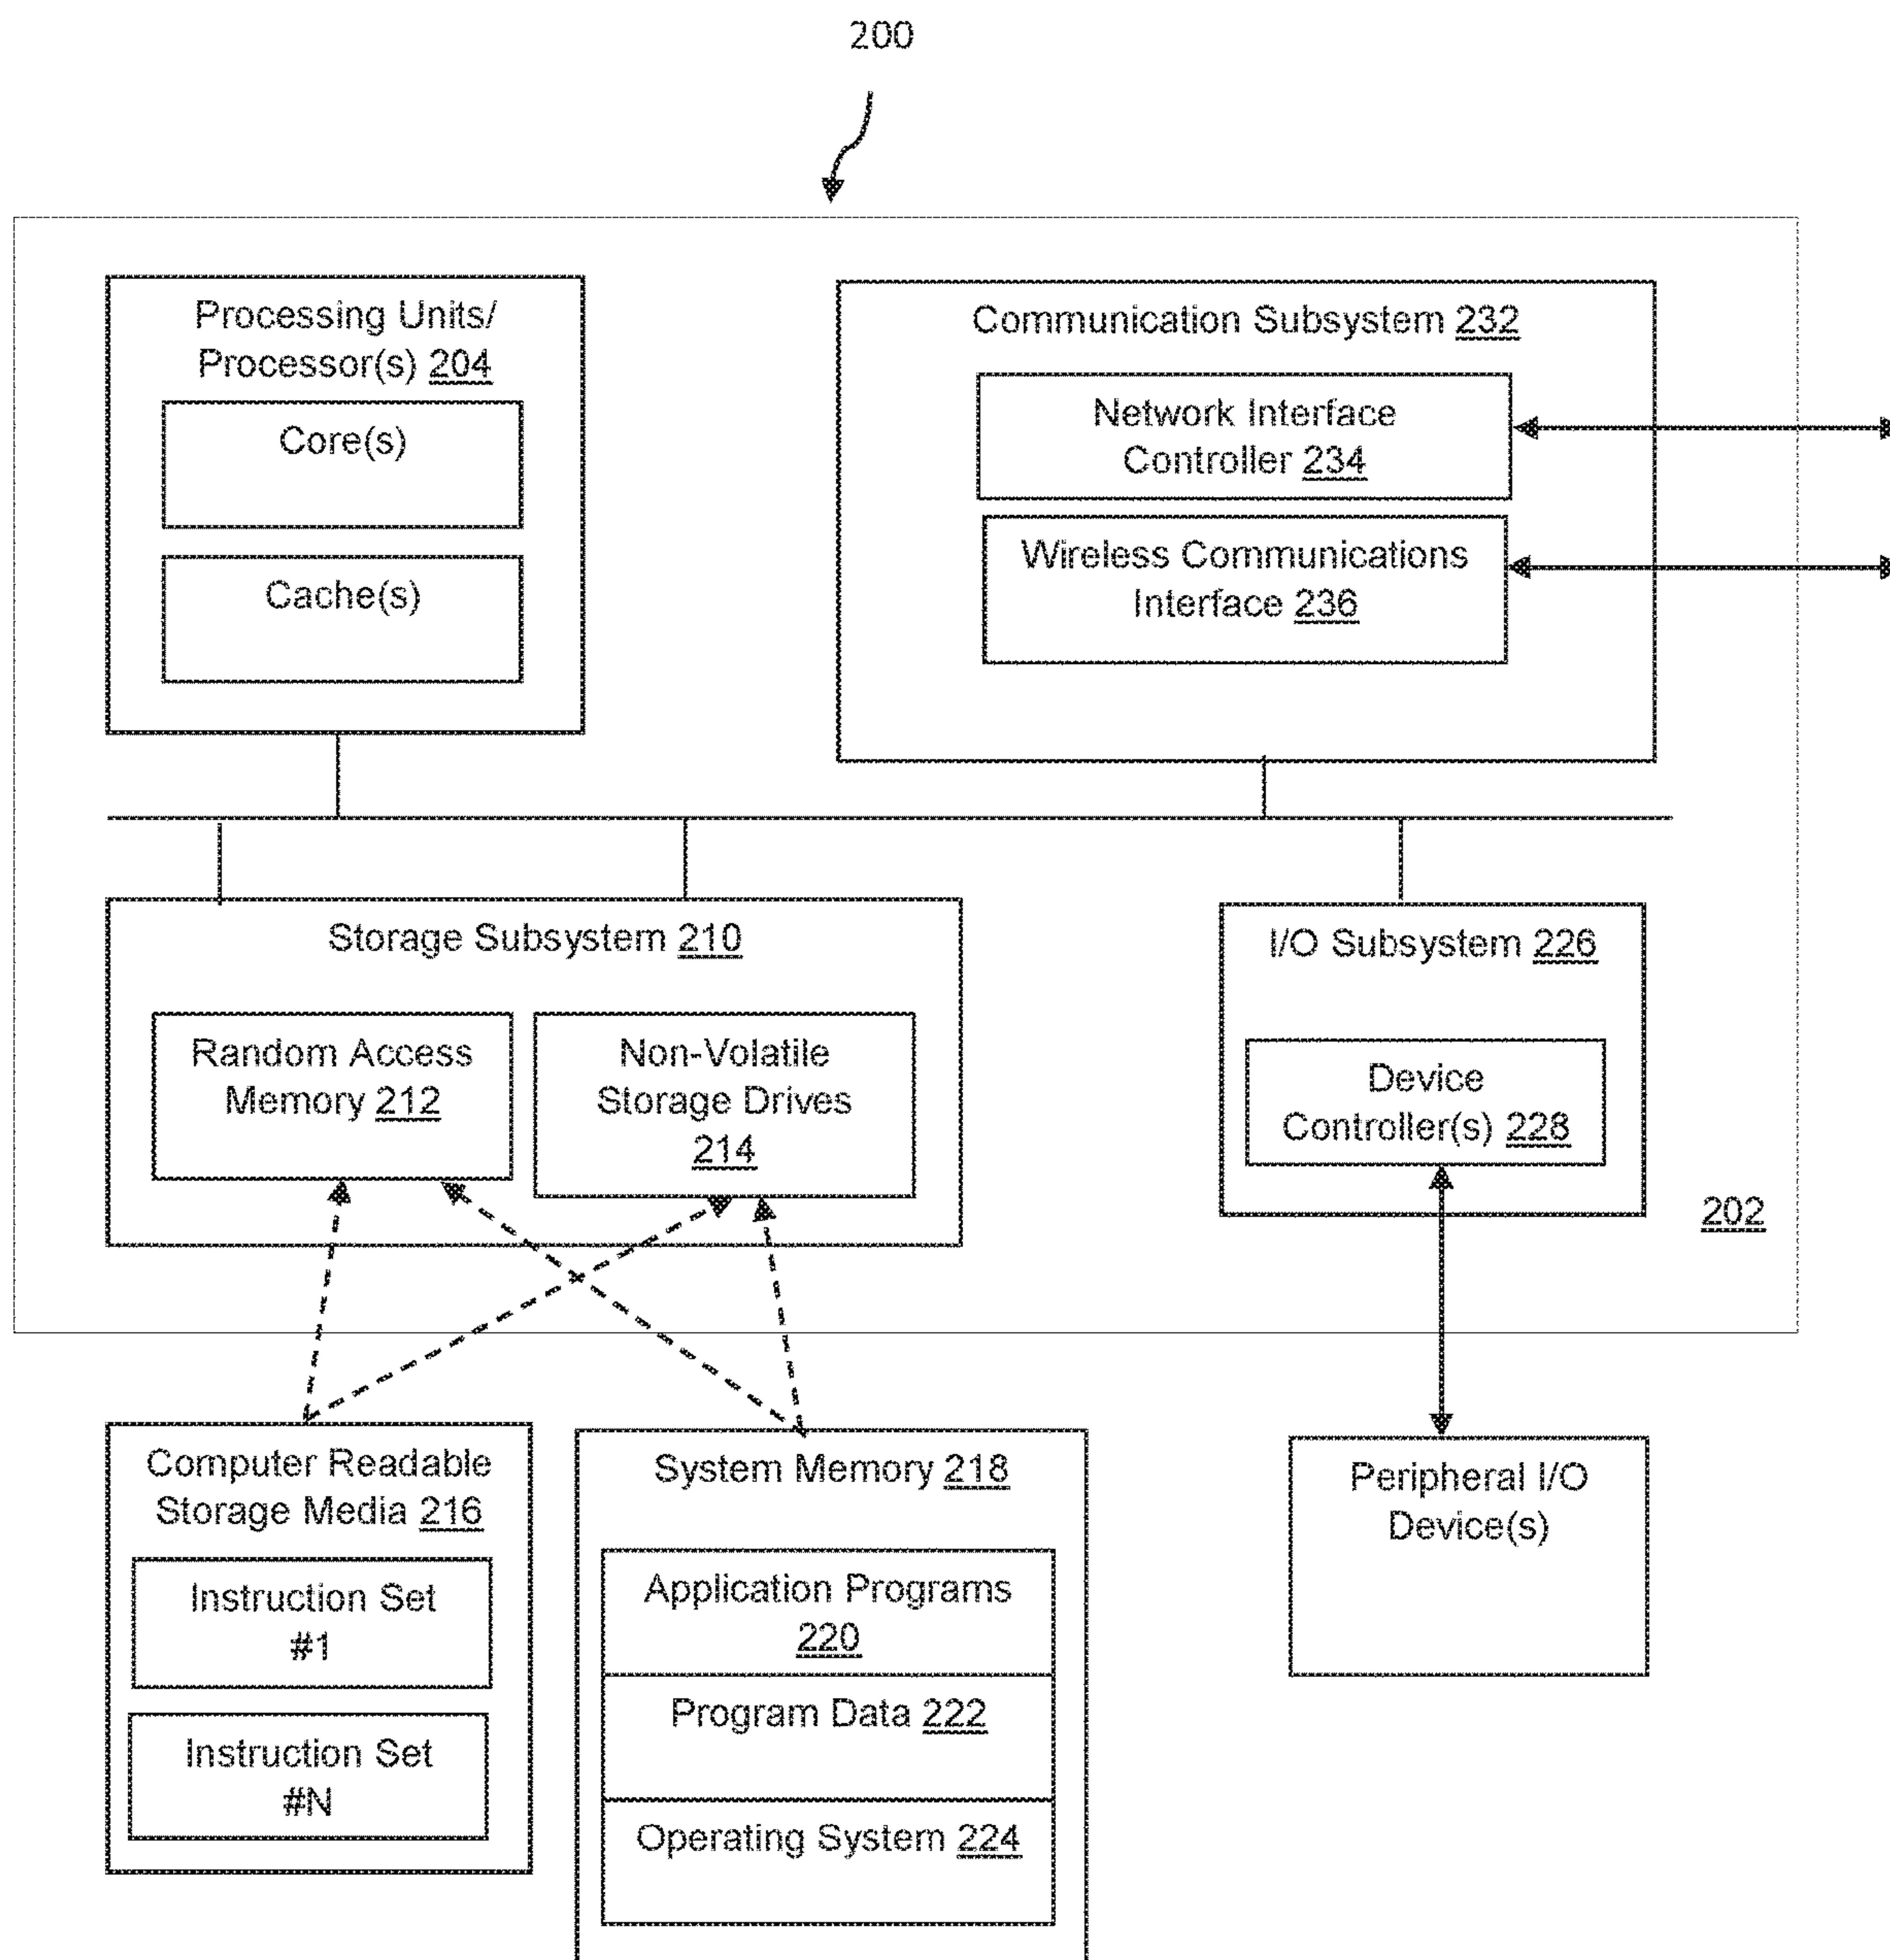 200
Processing Units/
Processor(s) 204
Core(s)
Cache(s)
Communication Subsystem 232
Network Interface
Controller 234
Wireless Communications
Interface 236
Storage Subsystem 210
Random Access
Memory 212
Non-Volatile
Storage Drives
214
I/O Subsystem 226
Device
Controller(s) 228
202
Computer Readable
Storage Media 216
Instruction Set
#1
Instruction Set
#N
System Memory 218
Application Programs
220
Program Data 222
Operating System 224
Peripheral I/O
Device(s)